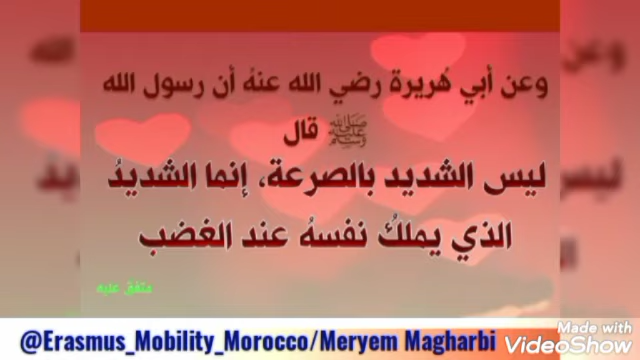 وعن أبي هُريرة رضي الله عنهُ أن رسول الله
ﷺ قال
ليس الشديد بالصرعة، إنما الشديدُ
الذي يملكُ نفسهُ عند الغضب
متفق عليه
@Erasmus_Mobility_Morocco/Meryem Magharbi
Made with
VideoShow